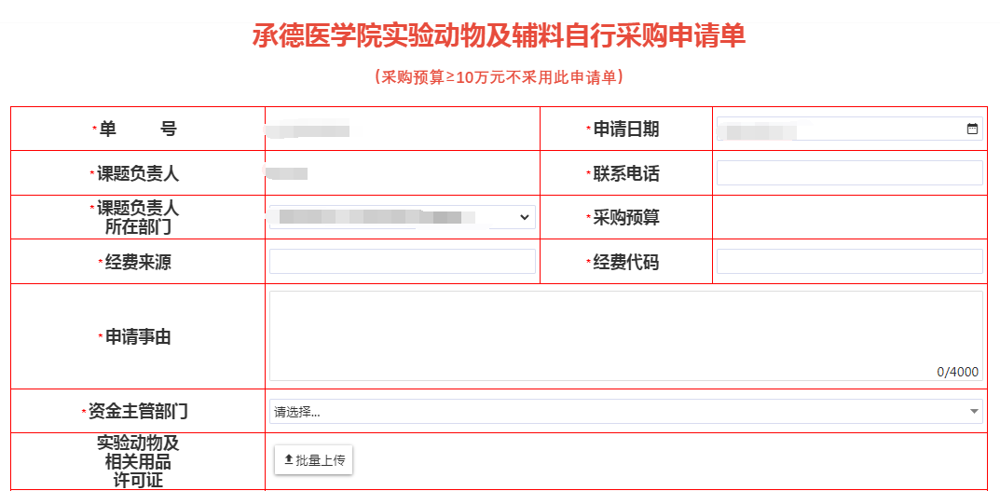 承德医学院实验动物及辅料自行采购申请单
(采购预算≥10万元不采用此申请单)
*单 号
*申请日期
*课题负责人
*联系电话
*课题负责人
所在部门
*采购预算
*经费来源
*经费代码
*申请事由
0/4000
*资金主管部门
请选择...
实验动物及
相关用品
许可证
批量上传